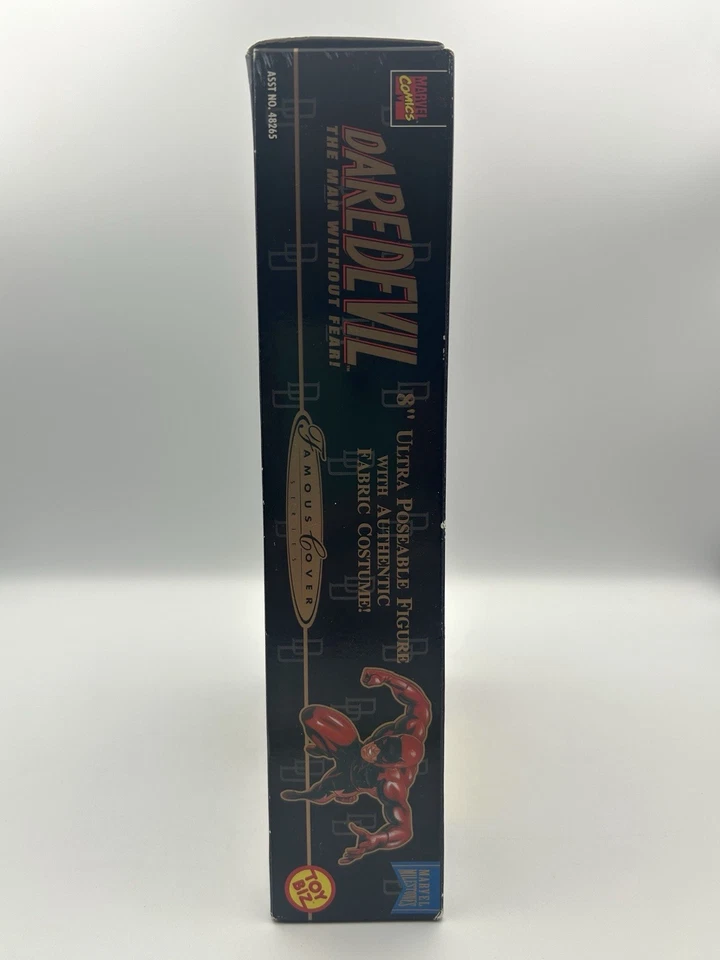 MARVEL
COMICS
DAREDEVIL
THE MAN WITHOUT FEAR!
ASST NO. 48265
8" ULTRA POSEABLE FIGURE
WITH AUTHENTIC
FABRIC COSTUME!
FAMOUS COVER
SERIES
MARVEL
MILESTONES
TOY
BIZ